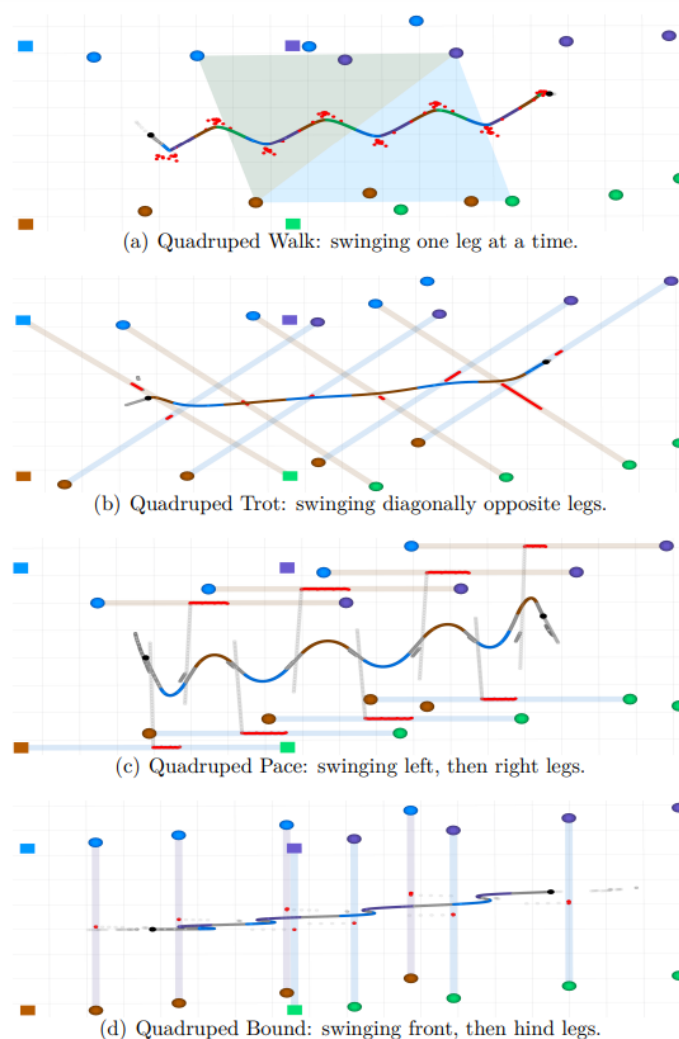 (a) Quadruped Walk: swinging one leg at a time.
(b) Quadruped Trot: swinging diagonally opposite legs.
(c) Quadruped Pace: swinging left, then right legs.
(d) Quadruped Bound: swinging front, then hind legs.